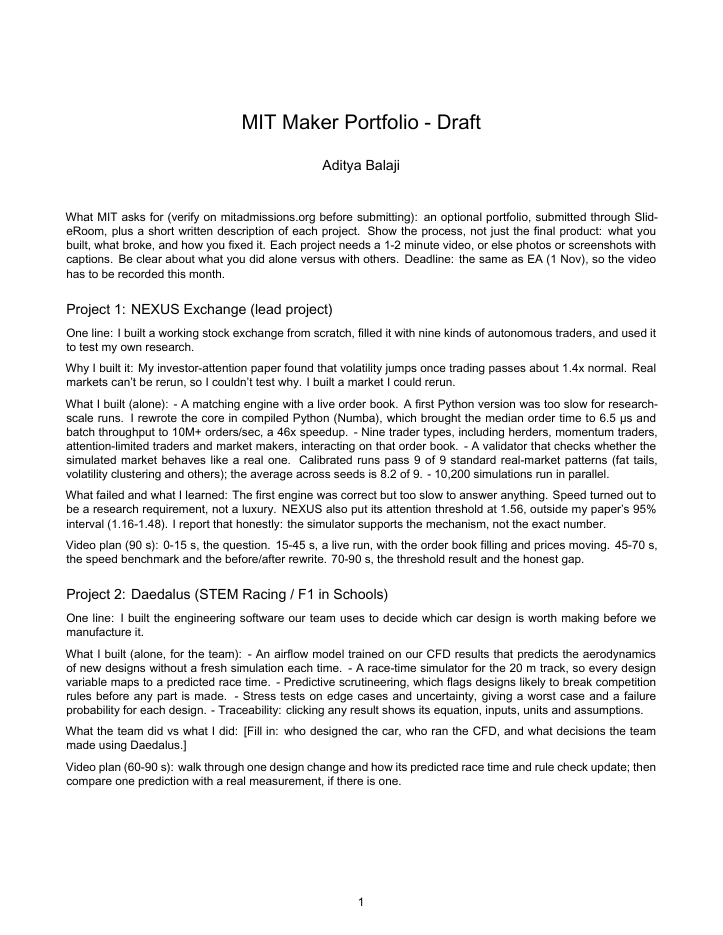 MIT Maker Portfolio - Draft
Aditya Balaji
What MIT asks for (verify on mitadmissions.org before submitting): an optional portfolio, submitted through Slid-
eRoom, plus a short written description of each project. Show the process, not just the final product: what you
built, what broke, and how you fixed it. Each project needs a 1-2 minute video, or else photos or screenshots with
captions. Be clear about what you did alone versus with others. Deadline: the same as EA (1 Nov), so the video
has to be recorded this month.
Project 1: NEXUS Exchange (lead project)
One line: I built a working stock exchange from scratch, filled it with nine kinds of autonomous traders, and used it
to test my own research.
Why I built it: My investor-attention paper found that volatility jumps once trading passes about 1.4x normal. Real
markets can't be rerun, so I couldn't test why. I built a market I could rerun.
What I built (alone): - A matching engine with a live order book. A first Python version was too slow for research-
scale runs. I rewrote the core in compiled Python (Numba), which brought the median order time to 6.5 µs and
batch throughput to 10M+ orders/sec, a 46x speedup. - Nine trader types, including herders, momentum traders,
attention-limited traders and market makers, interacting on that order book. - A validator that checks whether the
simulated market behaves like a real one. Calibrated runs pass 9 of 9 standard real-market patterns (fat tails,
volatility clustering and others); the average across seeds is 8.2 of 9. - 10,200 simulations run in parallel.
What failed and what I learned: The first engine was correct but too slow to answer anything. Speed turned out to
be a research requirement, not a luxury. NEXUS also put its attention threshold at 1.56, outside my paper's 95%
interval (1.16-1.48). I report that honestly: the simulator supports the mechanism, not the exact number.
Video plan (90 s): 0-15 s, the question. 15-45 s, a live run, with the order book filling and prices moving. 45-70 s,
the speed benchmark and the before/after rewrite. 70-90 s, the threshold result and the honest gap.
Project 2: Daedalus (STEM Racing / F1 in Schools)
One line: I built the engineering software our team uses to decide which car design is worth making before we
manufacture it.
What I built (alone, for the team): - An airflow model trained on our CFD results that predicts the aerodynamics
of new designs without a fresh simulation each time. - A race-time simulator for the 20 m track, so every design
variable maps to a predicted race time. - Predictive scrutineering, which flags designs likely to break competition
rules before any part is made. - Stress tests on edge cases and uncertainty, giving a worst case and a failure
probability for each design. - Traceability: clicking any result shows its equation, inputs, units and assumptions.
What the team did vs what I did: [Fill in: who designed the car, who ran the CFD, and what decisions the team
made using Daedalus.]
Video plan (60-90 s): walk through one design change and how its predicted race time and rule check update; then
compare one prediction with a real measurement, if there is one.
1